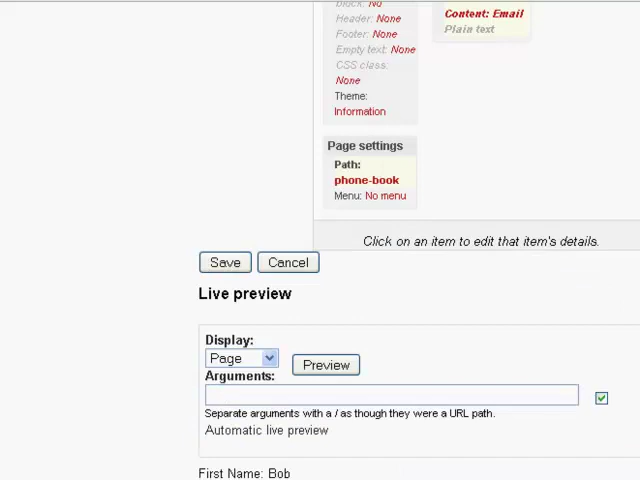 Block: No
Header: None
Footer: None
Empty text: None
CSS class:
None
Theme:
Information
Content: Email
Plain text
Page settings
Path:
phone-book
Menu: No menu
Click on an item to edit that item's details.
Save
Cancel
Live preview
Display:
Page
Preview
Arguments:
Separate arguments with a / as though they were a URL path.
Automatic live preview
First Name: Bob